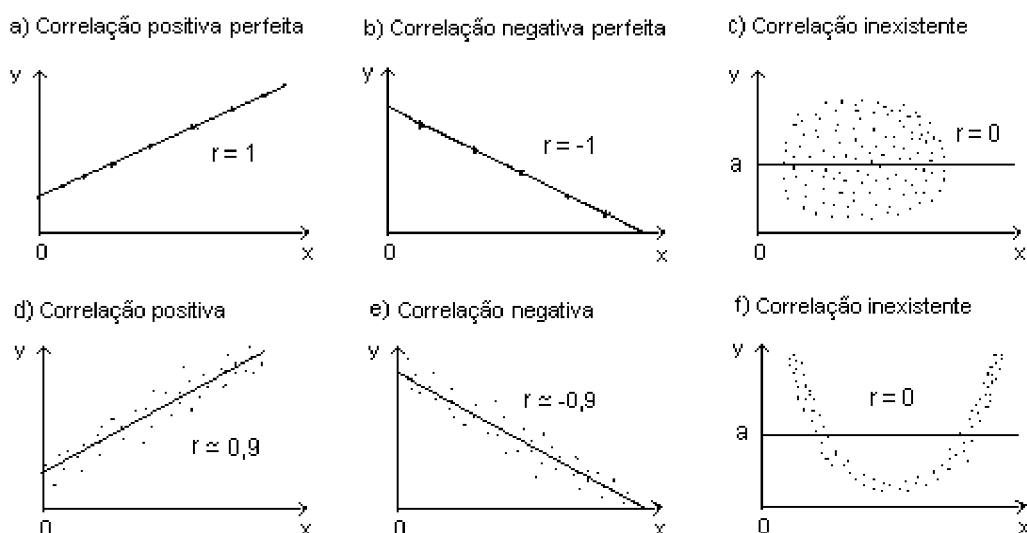 a) Correlação positiva perfeita
b) Correlação negativa perfeita
c) Correlação inexistente
y
r = 1
0
x
y
r = -1
0
x
y
r = 0
a
0
x
d) Correlação positiva
e) Correlação negativa
f) Correlação inexistente
y
r ≃ 0,9
0
x
y
r ≃ -0,9
0
x
y
r = 0
a
0
x